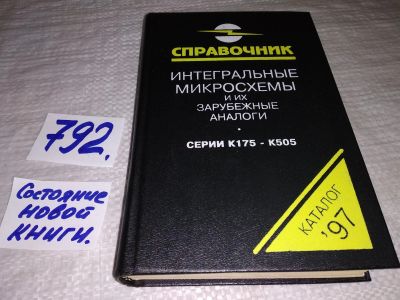 СПРАВОЧНИК
ИНТЕГРАЛЬНЫЕ
МИКРОСХЕМЫ
И ИХ
ЗАРУБЕЖНЫЕ
АНАЛОГИ
СЕРИИ К175 - К505
КАТАЛОГ
'97
792.
Состояние
новой
книги.